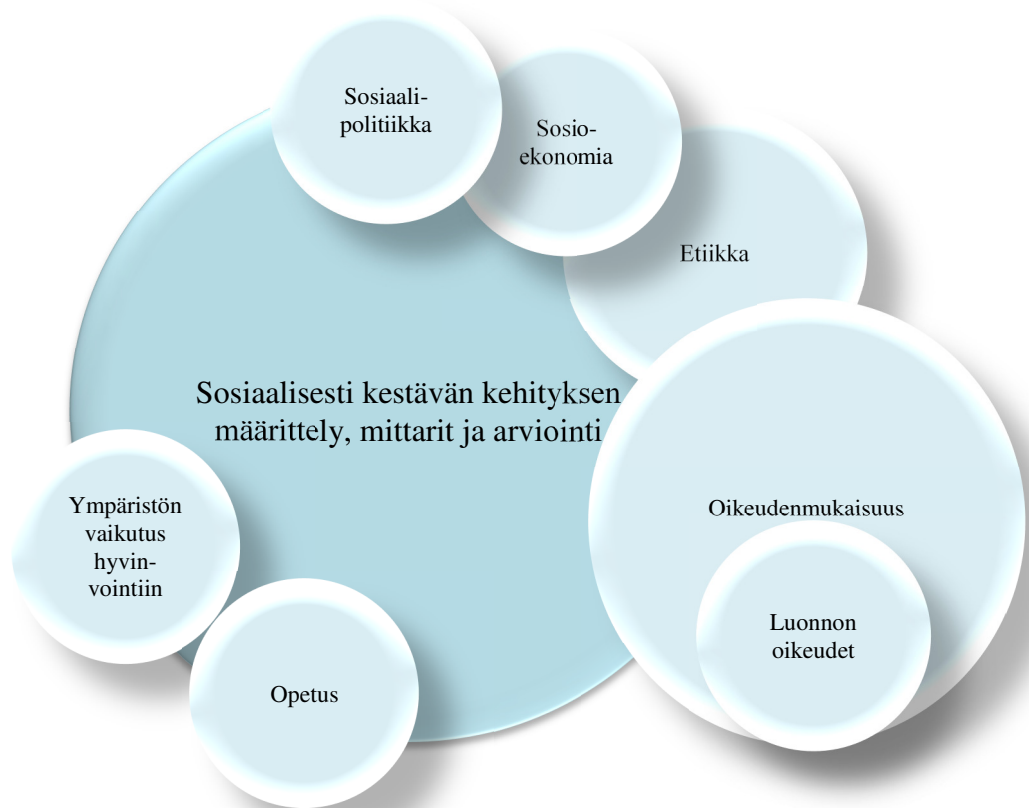 Sosiaali-
politiikka
Sosio-
ekonomia
Etiikka
Sosiaalisesti kestävän kehityksen
määrittely, mittarit ja arviointi
Oikeudenmukaisuus
Ympäristön
vaikutus
hyvin-
vointiin
Luonnon
oikeudet
Opetus